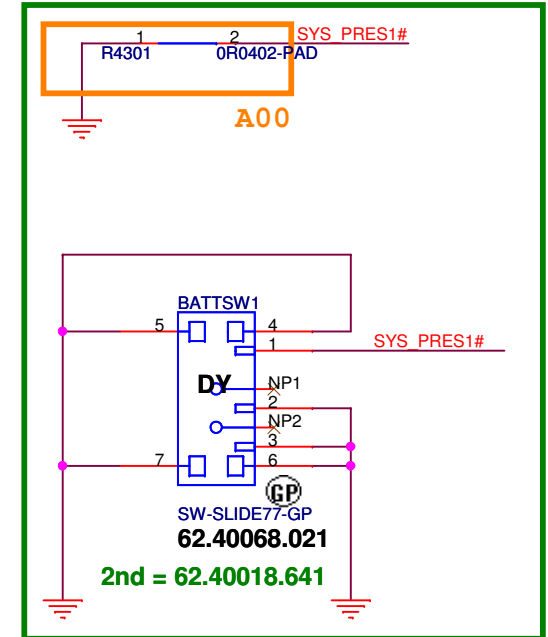 1 2 SYS_PRES1#
R4301 0R0402-PAD
A00
BATTSW1
5 4
1 SYS_PRES1#
DY NP1
2
NP2
3
7 6
GP
SW-SLIDE77-GP
62.40068.021
2nd = 62.40018.641